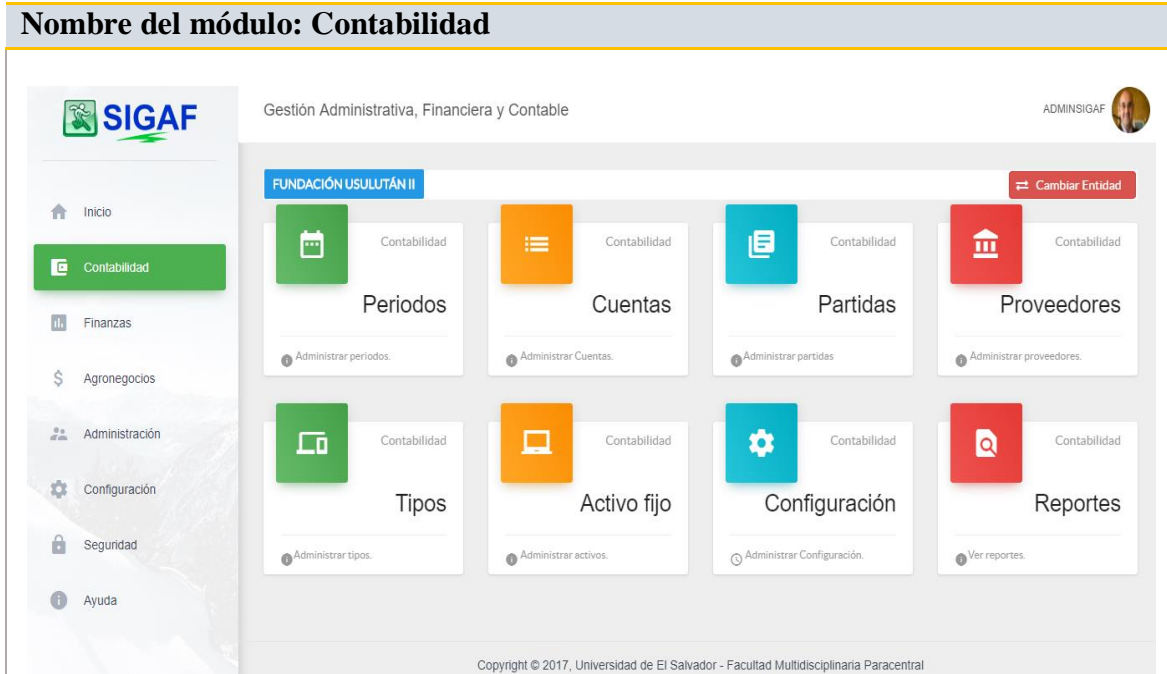 Nombre del módulo: Contabilidad
SIGAF
Gestión Administrativa, Financiera y Contable
ADMINSIGAF
FUNDACIÓN USULUTÁN II
Cambiar Entidad
Inicio
Contabilidad
Finanzas
Agronegocios
Administración
Configuración
Seguridad
Ayuda
Contabilidad
Periodos
Administrar periodos.
Contabilidad
Cuentas
Administrar Cuentas.
Contabilidad
Partidas
Administrar partidas
Contabilidad
Proveedores
Administrar proveedores.
Contabilidad
Tipos
Administrar tipos.
Contabilidad
Activo fijo
Administrar activos.
Contabilidad
Configuración
Administrar Configuración.
Contabilidad
Reportes
Ver reportes.
Copyright © 2017, Universidad de El Salvador - Facultad Multidisciplinaria Paracentral